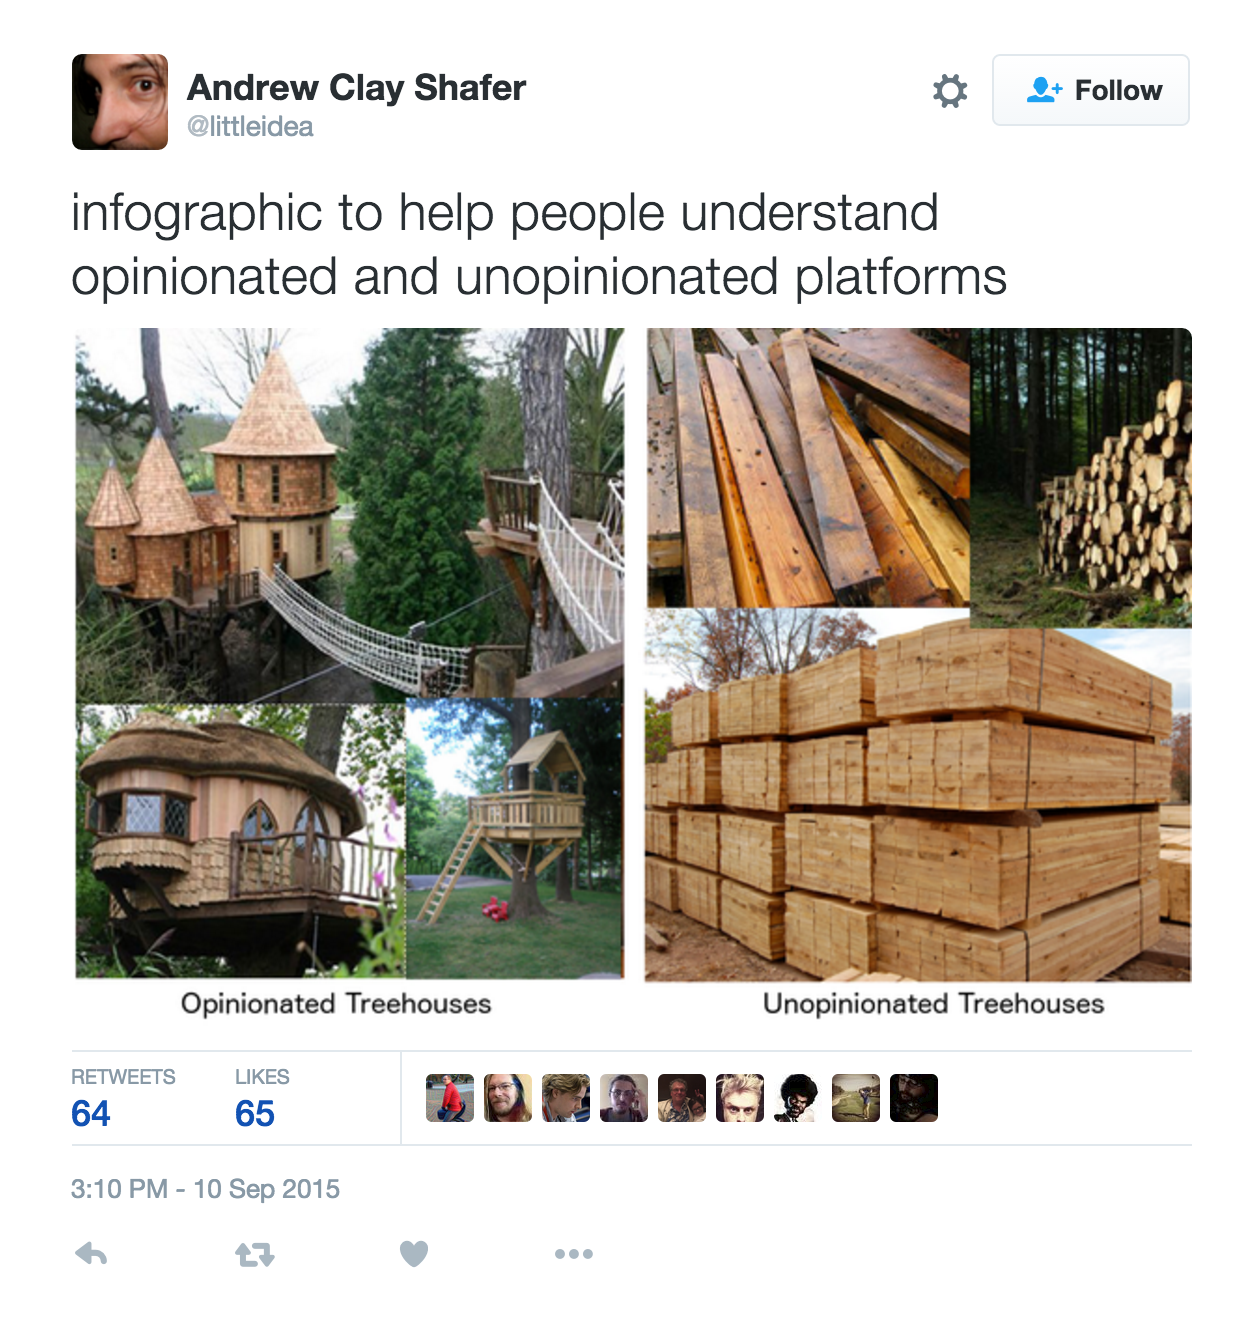 Andrew Clay Shafer
@littleidea
Follow
infographic to help people understand
opinionated and unopinionated platforms
Opinionated Treehouses
Unopinionated Treehouses
RETWEETS
64
LIKES
65
3:10 PM - 10 Sep 2015